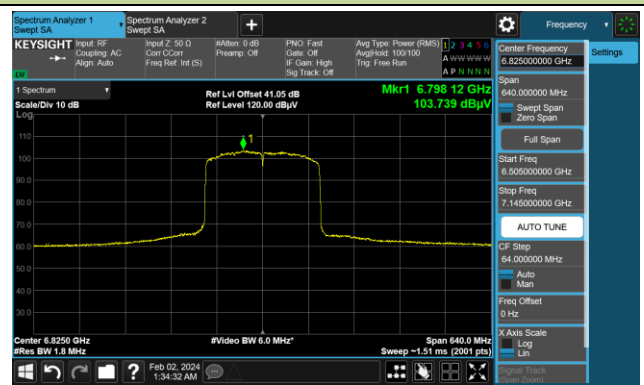 Spectrum Analyzer 1
Swept SA
Spectrum Analyzer 2
Swept SA
+
Frequency
KEYSIGHT
Input: RF
Coupling: AC
Align: Auto
Input Z: 50 Ω
Corr CCorr
Freq Ref: Int (S)
#Atten: 0 dB
Preamp: Off
PNO: Fast
Gate: Off
IF Gain: High
Sig Track: Off
Avg Type: Power (RMS)
Avg|Hold: 100/100
Trig: Free Run
1 2 3 4 5 6
A W W W W W
A P N N N N
LW
1 Spectrum
Scale/Div 10 dB
Log
Ref Lvl Offset 41.05 dB
Ref Level 120.00 dBµV
Mkr1 6.798 12 GHz
103.739 dBµV
1
110
100
90.0
80.0
70.0
60.0
50.0
40.0
30.0
Center 6.8250 GHz
#Res BW 1.8 MHz
#Video BW 6.0 MHz*
Span 640.0 MHz
Sweep ~1.51 ms (2001 pts)
Feb 02, 2024
1:34:32 AM
Center Frequency
6.825000000 GHz
Settings
Span
640.000000 MHz
Swept Span
Zero Span
Full Span
Start Freq
6.505000000 GHz
Stop Freq
7.145000000 GHz
AUTO TUNE
CF Step
64.000000 MHz
Auto
Man
Freq Offset
0 Hz
X Axis Scale
Log
Lin
Signal Track
(Span Zoom)